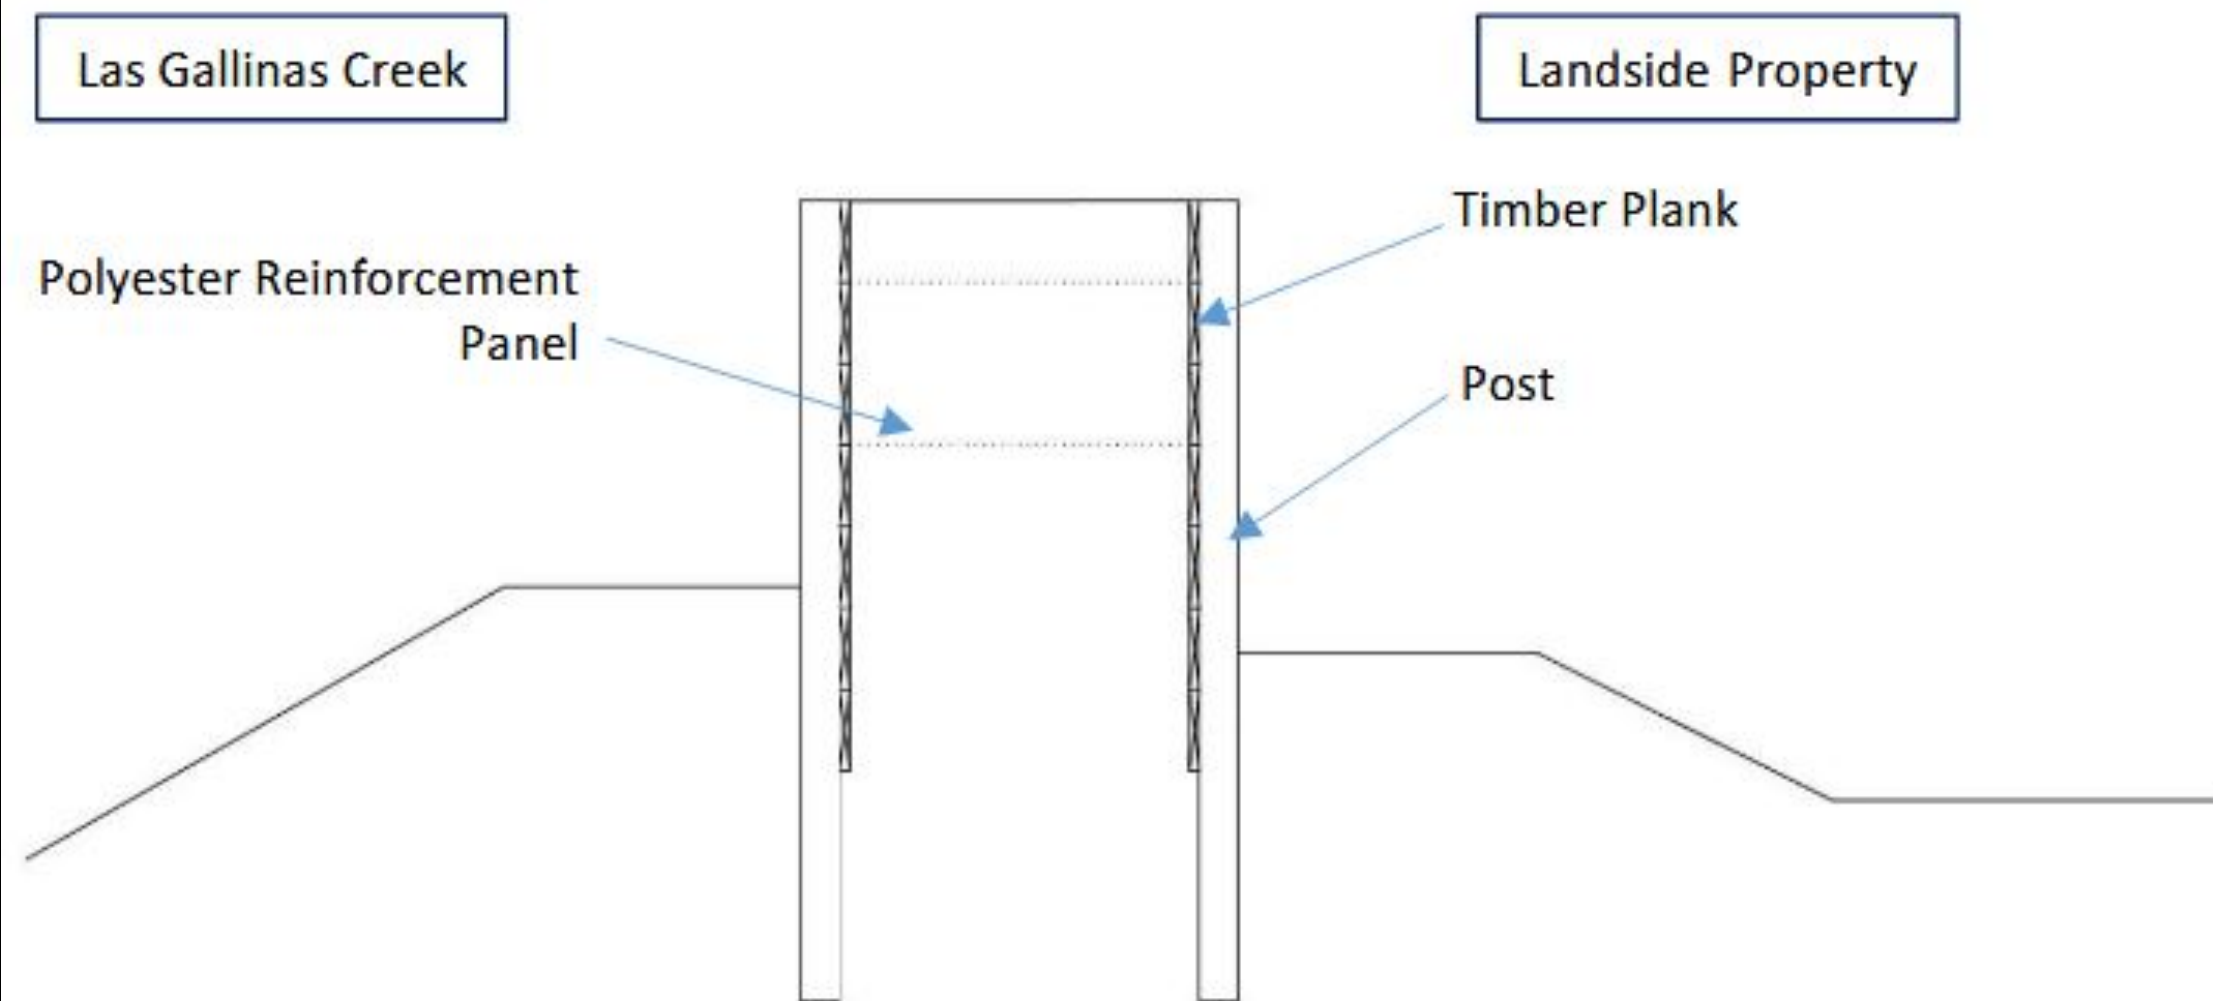 Las Gallinas Creek
Landside Property
Timber Plank
Polyester Reinforcement
Panel
Post